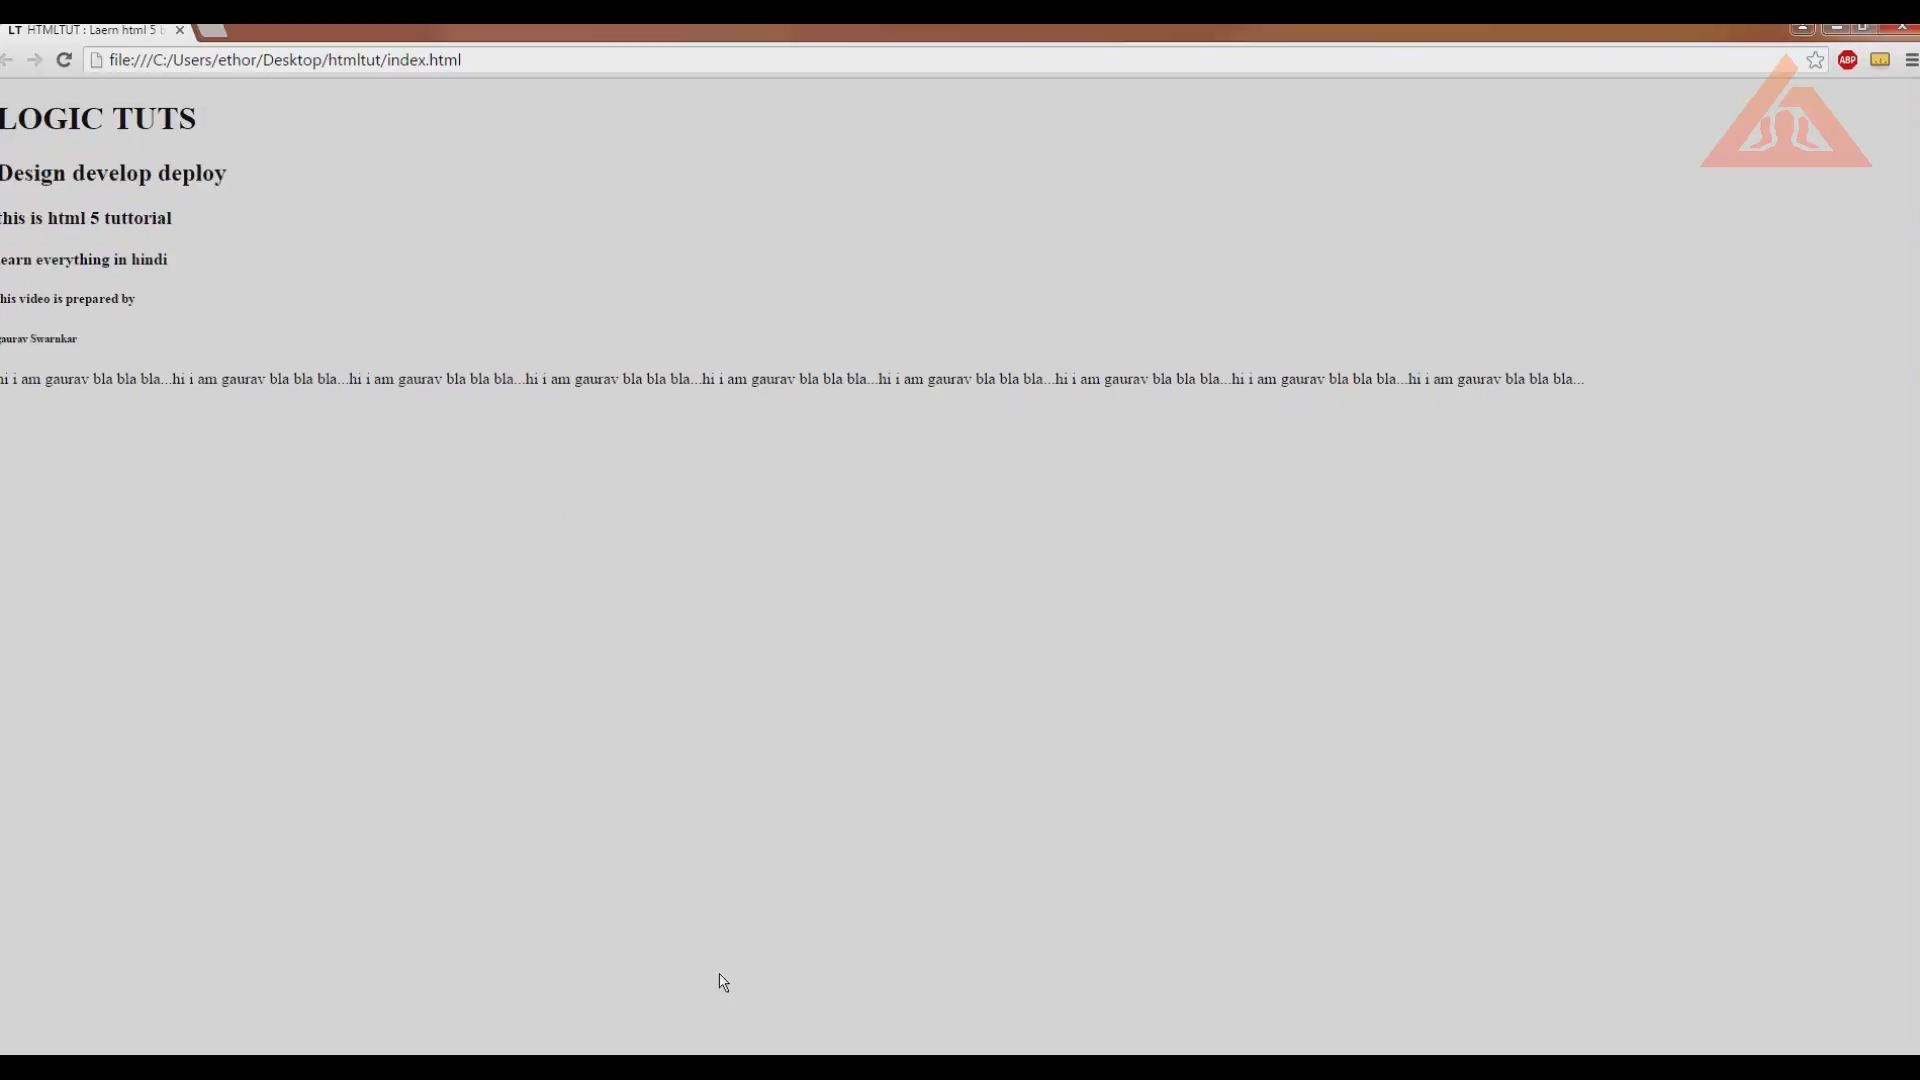 LT HTMLTUT : Laern html 5
file:///C:/Users/ethor/Desktop/htmltut/index.html
ABP
LOGIC TUTS
Design develop deploy
this is html 5 tuttorial
earn everything in hindi
his video is prepared by
gaurav Swarnkar
hi i am gaurav bla bla bla...hi i am gaurav bla bla bla...hi i am gaurav bla bla bla...hi i am gaurav bla bla bla...hi i am gaurav bla bla bla...hi i am gaurav bla bla bla...hi i am gaurav bla bla bla...hi i am gaurav bla bla bla...hi i am gaurav bla bla bla...